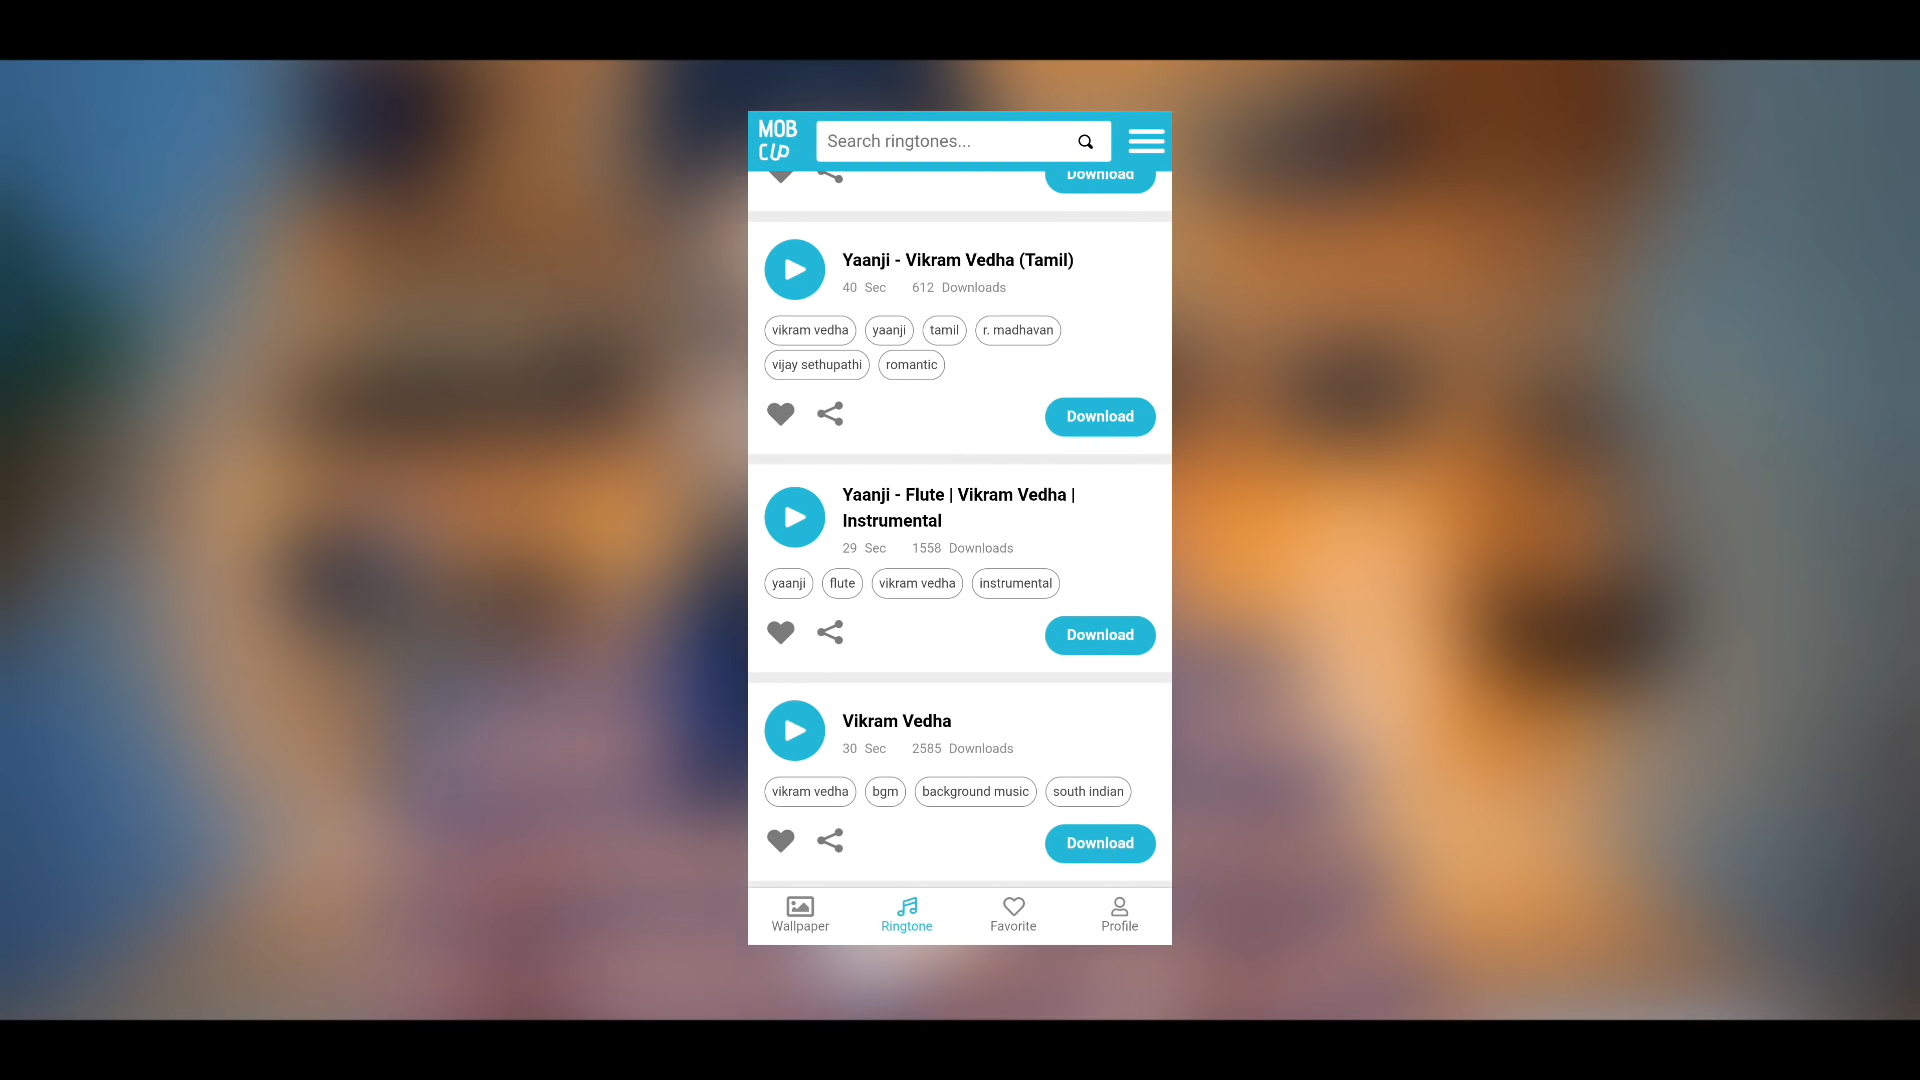 MOB
CUP
Search ringtones...
Download
Yaanji - Vikram Vedha (Tamil)
40 Sec 612 Downloads
vikram vedha yaanji tamil r. madhavan
vijay sethupathi romantic
Download
Yaanji - Flute | Vikram Vedha |
Instrumental
29 Sec 1558 Downloads
yaanji flute vikram vedha instrumental
Download
Vikram Vedha
30 Sec 2585 Downloads
vikram vedha bgm background music south indian
Download
Wallpaper Ringtone Favorite Profile